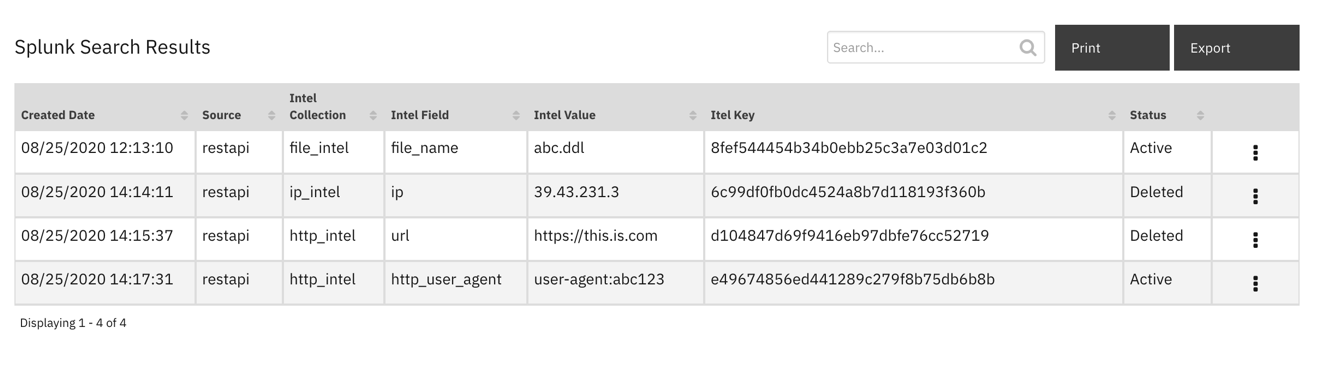 Splunk Search Results
Search...
Print
Export
Created Date Source Intel Collection Intel Field Intel Value Itel Key Status
08/25/2020 12:13:10 restapi file_intel file_name abc.ddl 8fef544454b34b0ebb25c3a7e03d01c2 Active
08/25/2020 14:14:11 restapi ip_intel ip 39.43.231.3 6c99df0fb0dc4524a8b7d118193f360b Deleted
08/25/2020 14:15:37 restapi http_intel url https://this.is.com d104847d69f9416eb97dbfe76cc52719 Deleted
08/25/2020 14:17:31 restapi http_intel http_user_agent user-agent:abc123 e49674856ed441289c279f8b75db6b8b Active
Displaying 1 - 4 of 4